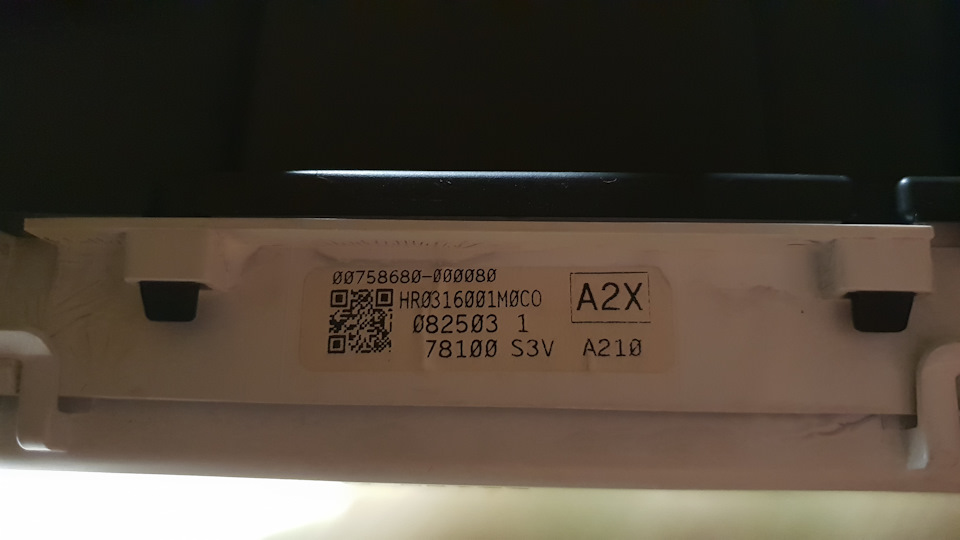 00758680-000080
HR0316001M0CO
A2X
082503 1
78100 S3V A210